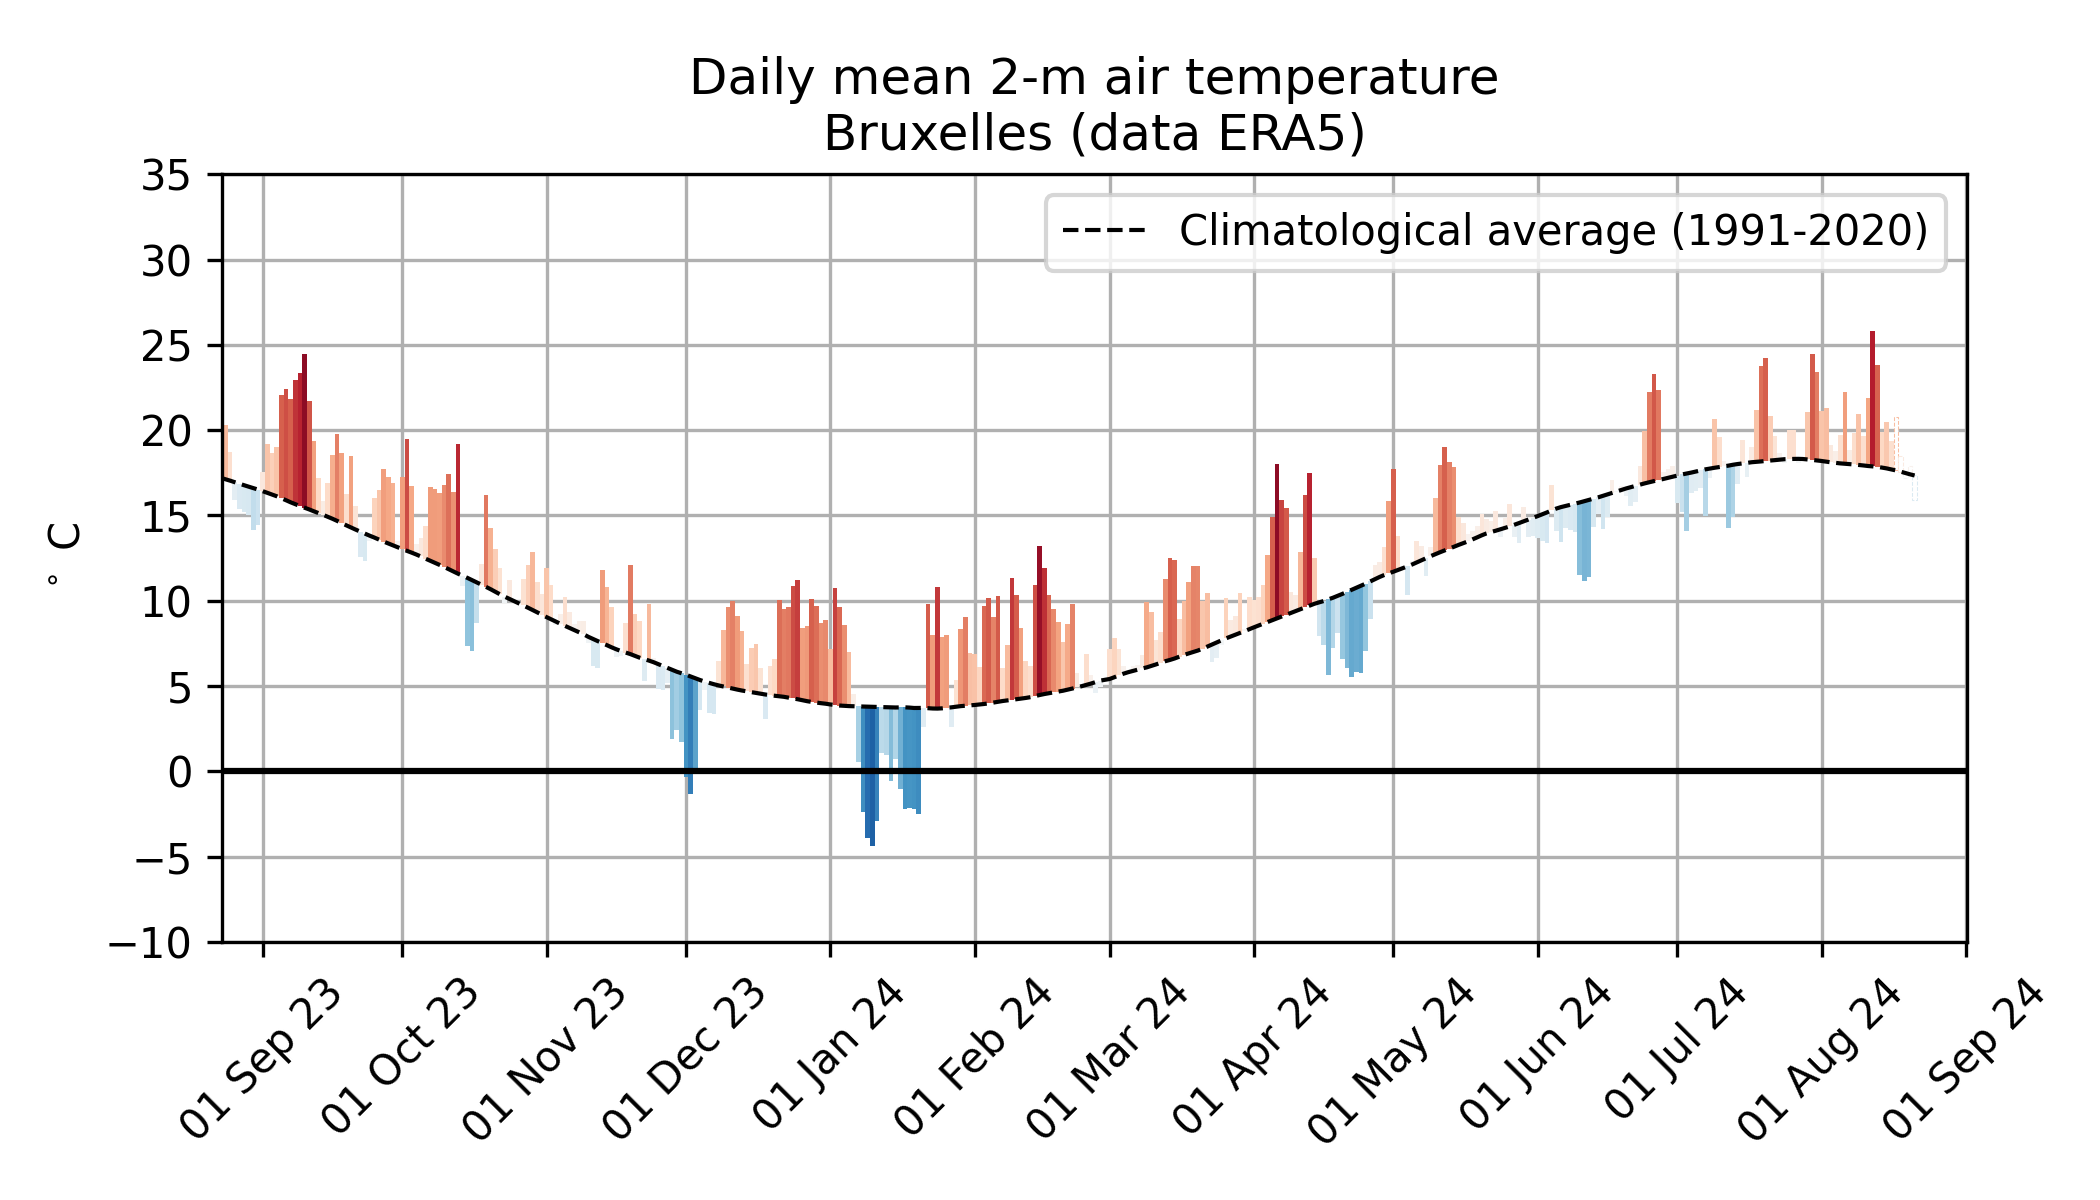 Daily mean 2-m air temperature
Bruxelles (data ERA5)
Climatological average (1991-2020)
35
30
25
20
15
10
5
0
−5
−10
° C
01 Sep 23
01 Oct 23
01 Nov 23
01 Dec 23
01 Jan 24
01 Feb 24
01 Mar 24
01 Apr 24
01 May 24
01 Jun 24
01 Jul 24
01 Aug 24
01 Sep 24